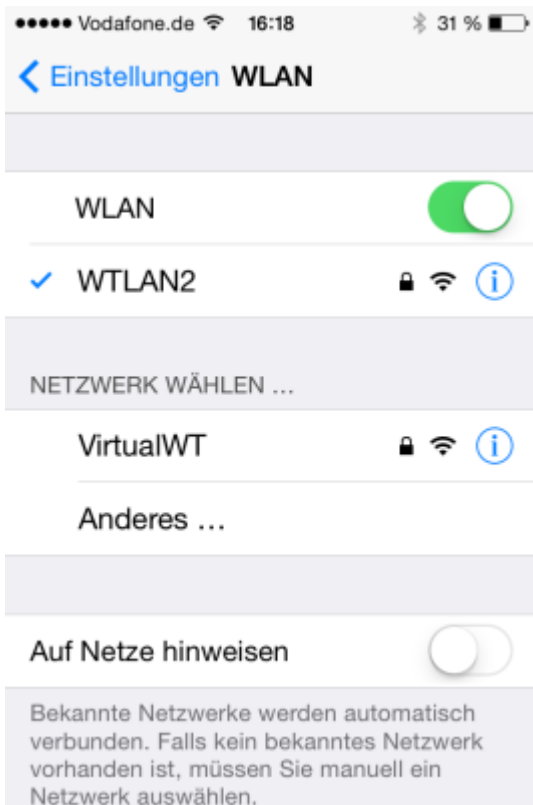 Vodafone.de 16:18 31 %
Einstellungen WLAN
WLAN
WTLAN2
NETZWERK WÄHLEN ...
VirtualWT
Anderes ...
Auf Netze hinweisen
Bekannte Netzwerke werden automatisch
verbunden. Falls kein bekanntes Netzwerk
vorhanden ist, müssen Sie manuell ein
Netzwerk auswählen.